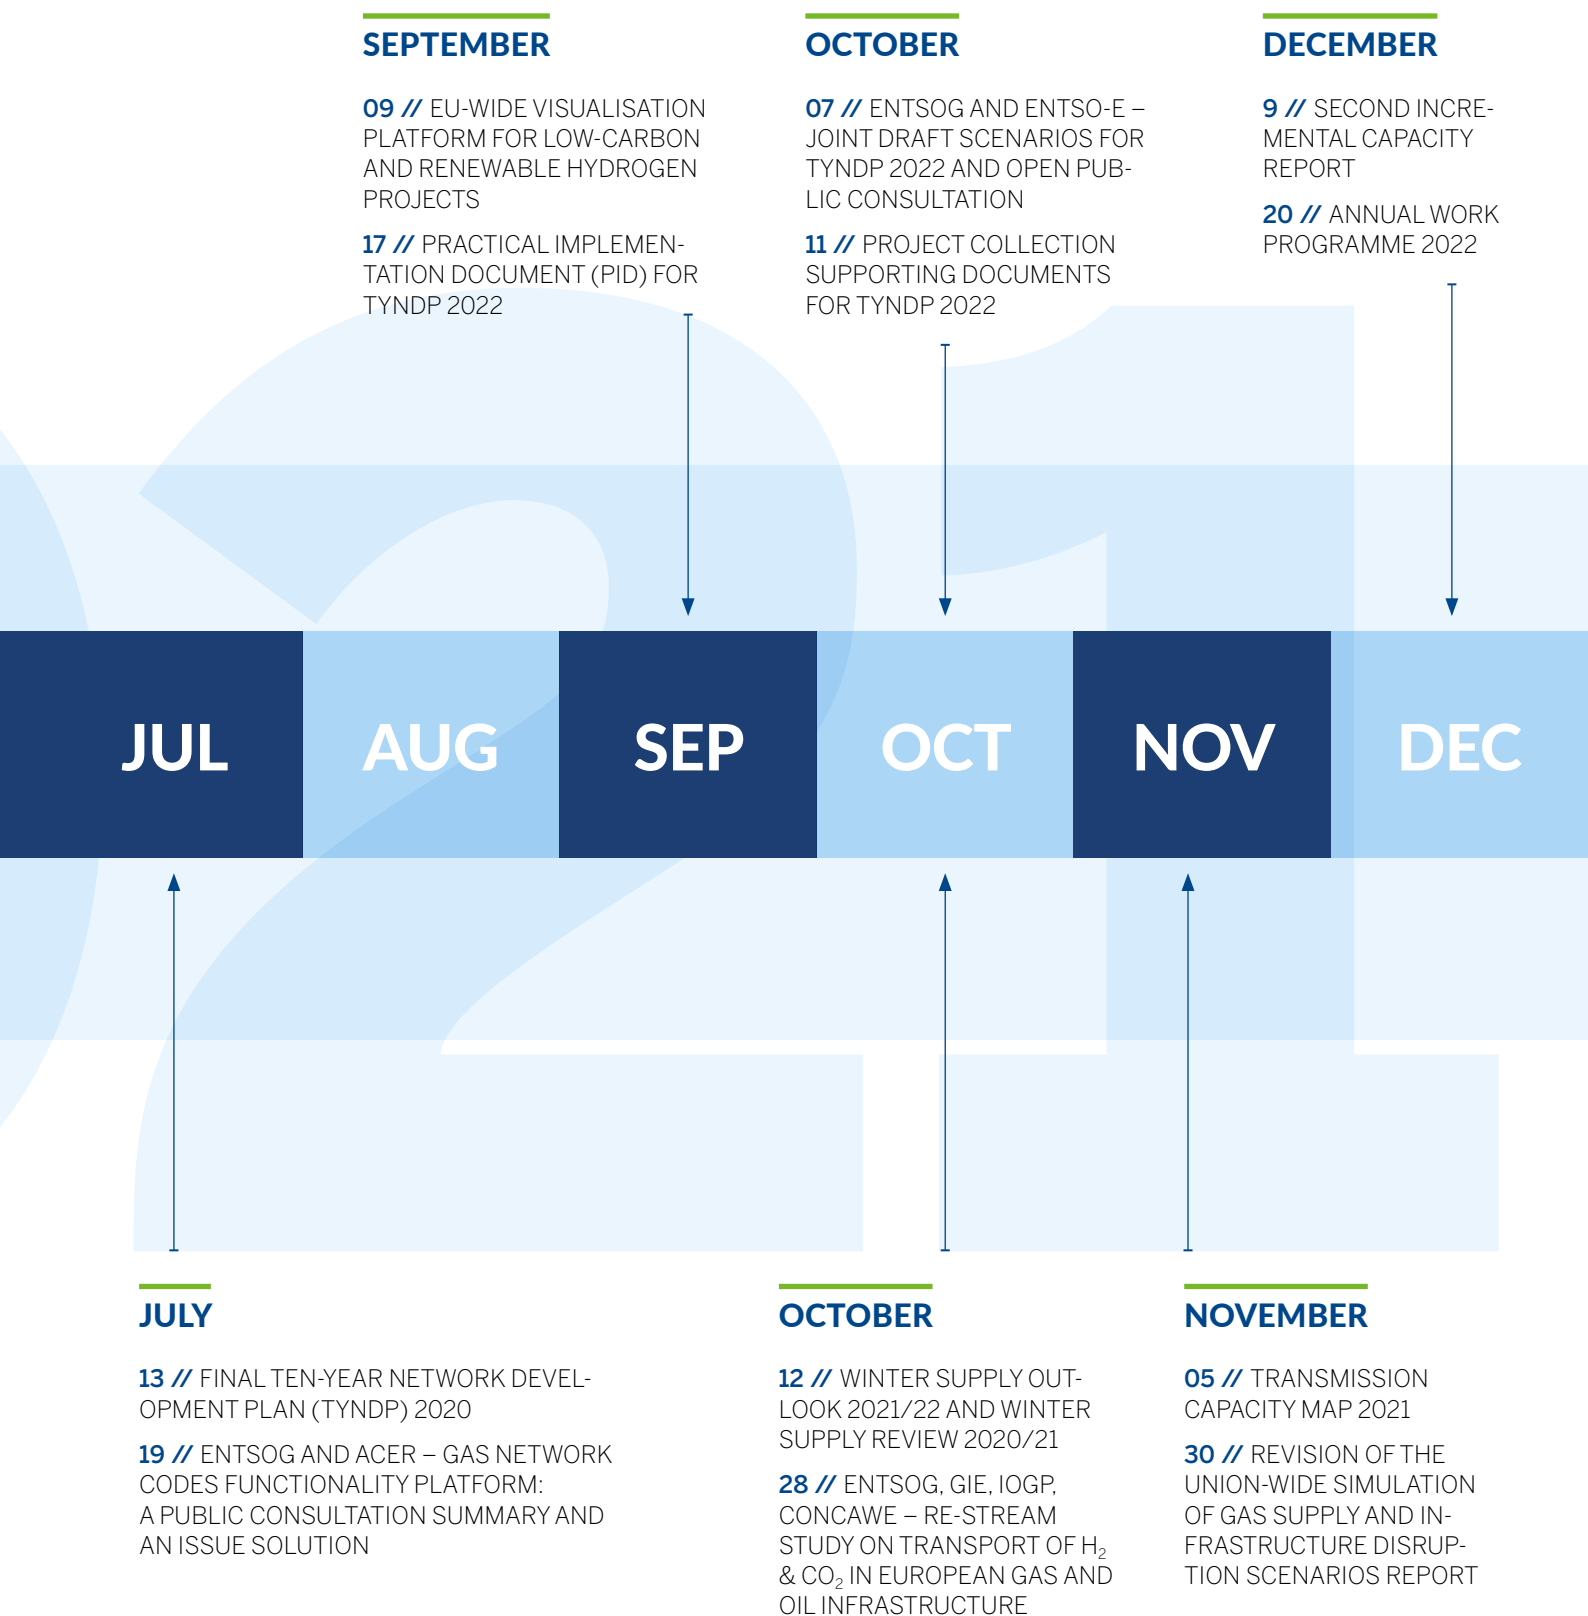 SEPTEMBER
09 // EU-WIDE VISUALISATION
PLATFORM FOR LOW-CARBON
AND RENEWABLE HYDROGEN
PROJECTS
17 // PRACTICAL IMPLEMEN-
TATION DOCUMENT (PID) FOR
TYNDP 2022
OCTOBER
07 // ENTSOG AND ENTSO-E –
JOINT DRAFT SCENARIOS FOR
TYNDP 2022 AND OPEN PUB-
LIC CONSULTATION
11 // PROJECT COLLECTION
SUPPORTING DOCUMENTS
FOR TYNDP 2022
DECEMBER
9 // SECOND INCRE-
MENTAL CAPACITY
REPORT
20 // ANNUAL WORK
PROGRAMME 2022
21
JUL
AUG
SEP
OCT
NOV
DEC
JULY
13 // FINAL TEN-YEAR NETWORK DEVEL-
OPMENT PLAN (TYNDP) 2020
19 // ENTSOG AND ACER – GAS NETWORK
CODES FUNCTIONALITY PLATFORM:
A PUBLIC CONSULTATION SUMMARY AND
AN ISSUE SOLUTION
OCTOBER
12 // WINTER SUPPLY OUT-
LOOK 2021/22 AND WINTER
SUPPLY REVIEW 2020/21
28 // ENTSOG, GIE, IOGP,
CONCAWE – RE-STREAM
STUDY ON TRANSPORT OF H₂
& CO₂ IN EUROPEAN GAS AND
OIL INFRASTRUCTURE
NOVEMBER
05 // TRANSMISSION
CAPACITY MAP 2021
30 // REVISION OF THE
UNION-WIDE SIMULATION
OF GAS SUPPLY AND IN-
FRASTRUCTURE DISRUP-
TION SCENARIOS REPORT